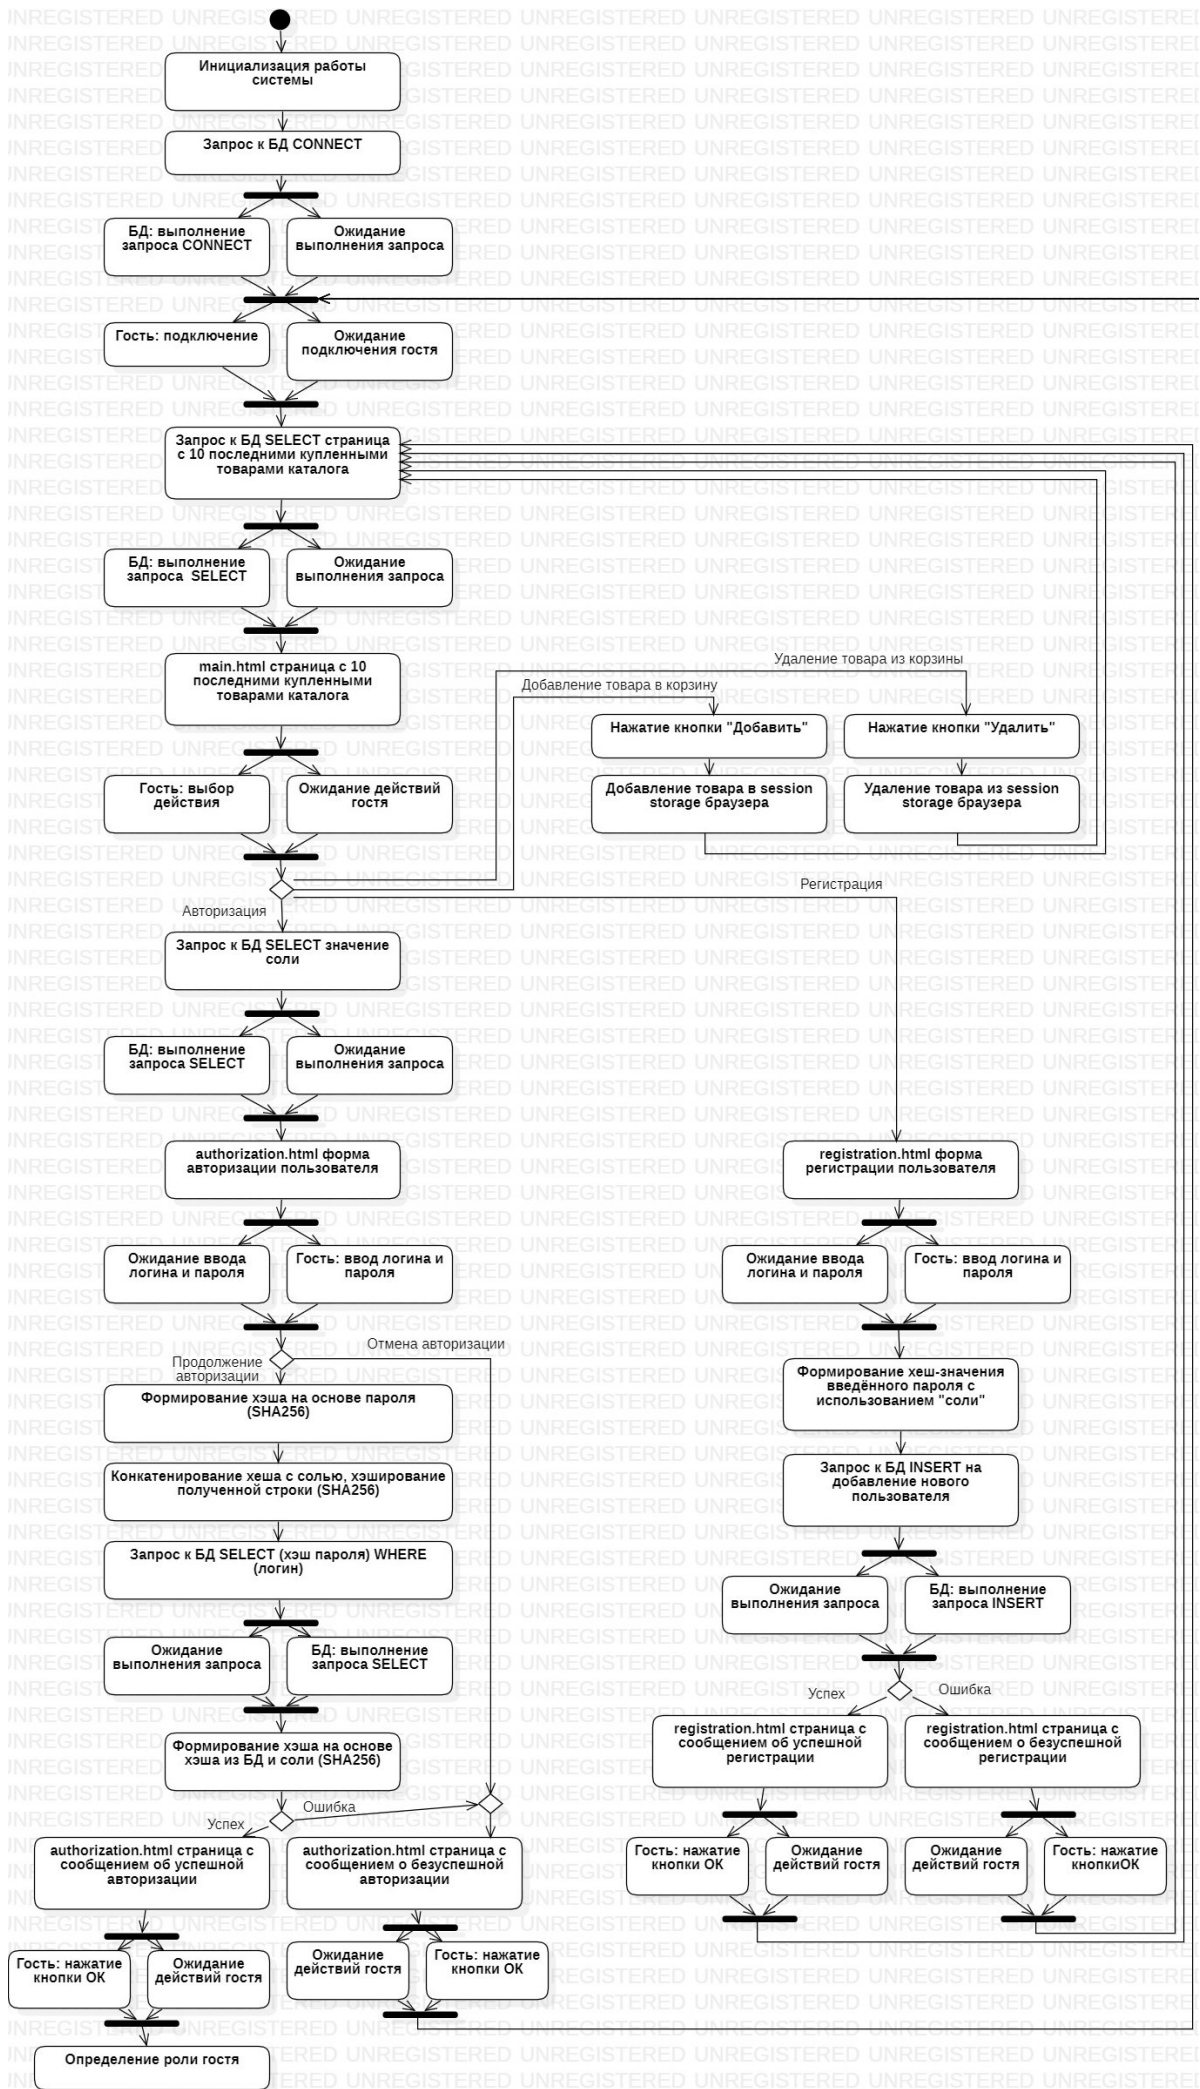 Инициализация работы
системы
Запрос к БД CONNECT
БД: выполнение
запроса CONNECT
Ожидание
выполнения запроса
Гость: подключение
Ожидание
подключения гостя
Запрос к БД SELECT страница
с 10 последними купленными
товарами каталога
БД: выполнение
запроса  SELECT
Ожидание
выполнения запроса
main.html страница с 10
последними купленными
товарами каталога
Удаление товара из корзины
Добавление товара в корзину
Нажатие кнопки "Добавить"
Нажатие кнопки "Удалить"
Гость: выбор
действия
Ожидание действий
гостя
Добавление товара в session
storage браузера
Удаление товара из session
storage браузера
Регистрация
Авторизация
Запрос к БД SELECT значение
соли
БД: выполнение
запроса SELECT
Ожидание
выполнения запроса
authorization.html форма
авторизации пользователя
registration.html форма
регистрации пользователя
Ожидание ввода
логина и пароля
Гость: ввод логина и
пароля
Ожидание ввода
логина и пароля
Гость: ввод логина и
пароля
Отмена авторизации
Продолжение
авторизации
Формирование хэша на основе пароля
(SHA256)
Формирование хеш-значения
введённого пароля с
использованием "соли"
Конкатенирование хеша с солью, хэширование
полученной строки (SHA256)
Запрос к БД INSERT на
добавление нового
пользователя
Запрос к БД SELECT (хэш пароля) WHERE
(логин)
Ожидание
выполнения запроса
БД: выполнение
запроса INSERT
Ожидание
выполнения запроса
БД: выполнение
запроса SELECT
Успех
Ошибка
registration.html страница с
сообщением об успешной
регистрации
registration.html страница с
сообщением о безуспешной
регистрации
Формирование хэша на основе
хэша из БД и соли (SHA256)
Ошибка
Успех
authorization.html страница с
сообщением об успешной
авторизации
authorization.html страница с
сообщением о безуспешной
авторизации
Гость: нажатие
кнопки ОК
Ожидание
действий гостя
Ожидание
действий гостя
Гость: нажатие
кнопкиОК
Гость: нажатие
кнопки ОК
Ожидание
действий гостя
Ожидание
действий гостя
Гость: нажатие
кнопки ОК
Определение роли гостя